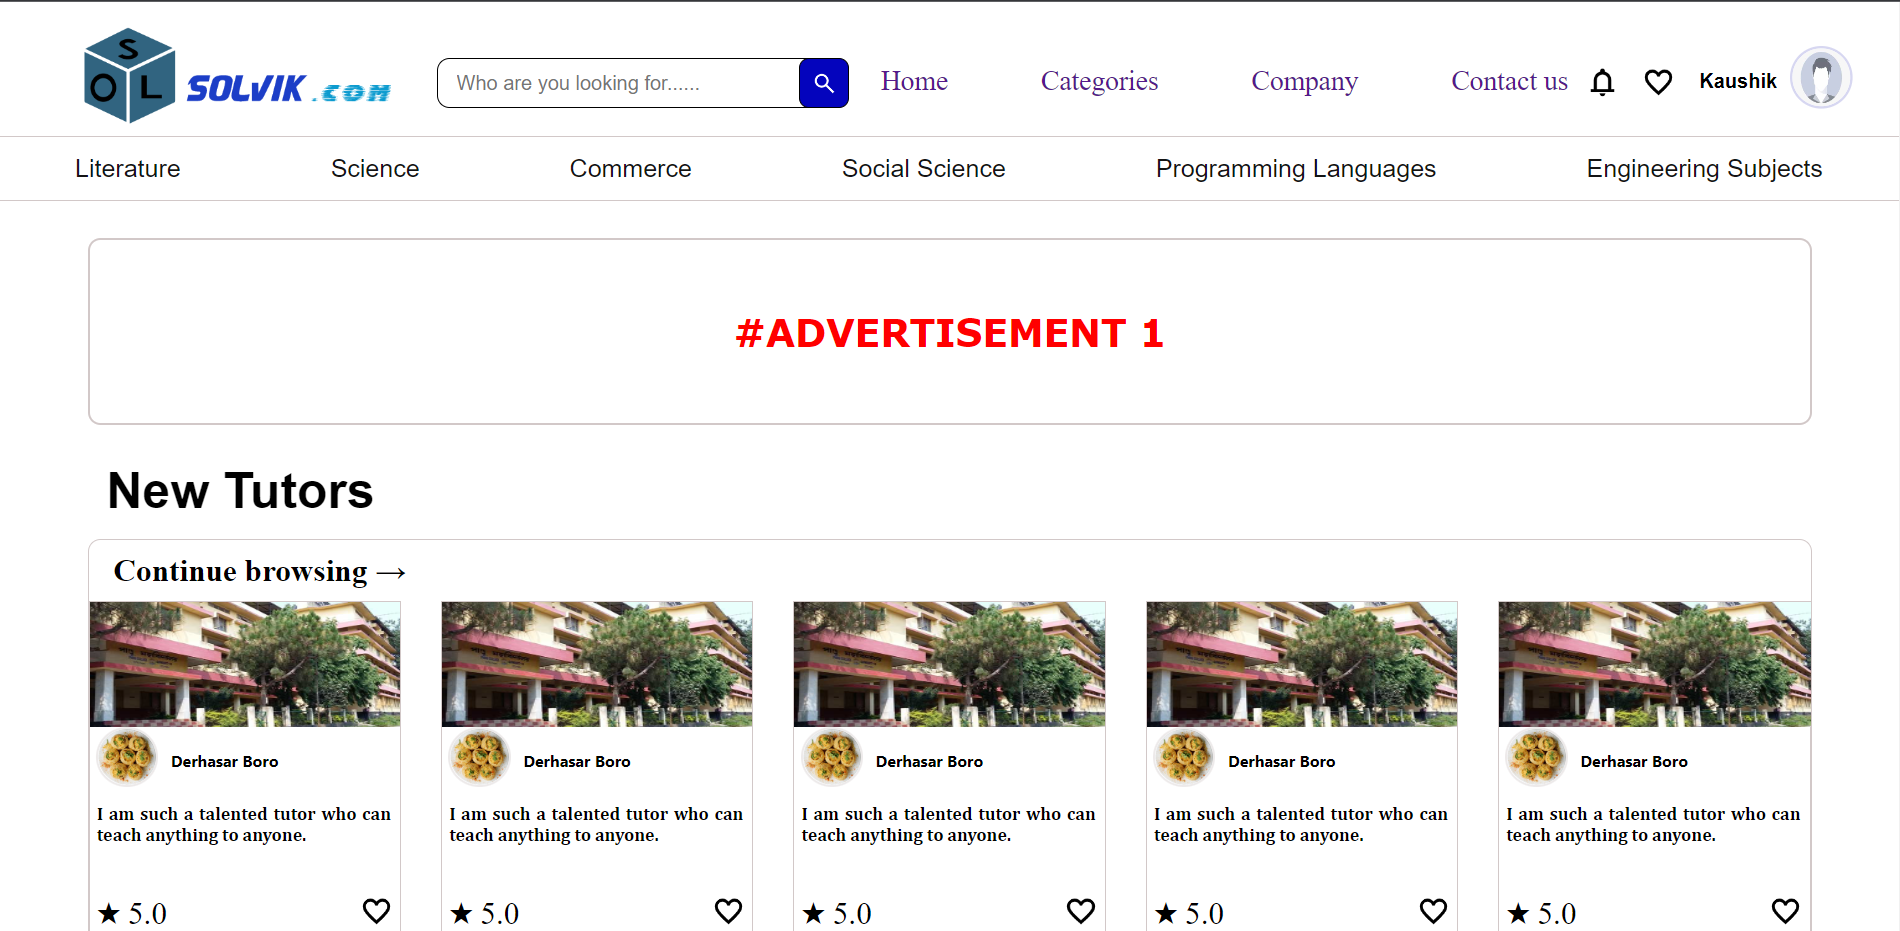 S
O L
SOLVIK .COM
Who are you looking for......
Home
Categories
Company
Contact us
Kaushik
Literature
Science
Commerce
Social Science
Programming Languages
Engineering Subjects
#ADVERTISEMENT 1
New Tutors
Continue browsing →
Derhasar Boro
I am such a talented tutor who can
teach anything to anyone.
★ 5.0
Derhasar Boro
I am such a talented tutor who can
teach anything to anyone.
★ 5.0
Derhasar Boro
I am such a talented tutor who can
teach anything to anyone.
★ 5.0
Derhasar Boro
I am such a talented tutor who can
teach anything to anyone.
★ 5.0
Derhasar Boro
I am such a talented tutor who can
teach anything to anyone.
★ 5.0